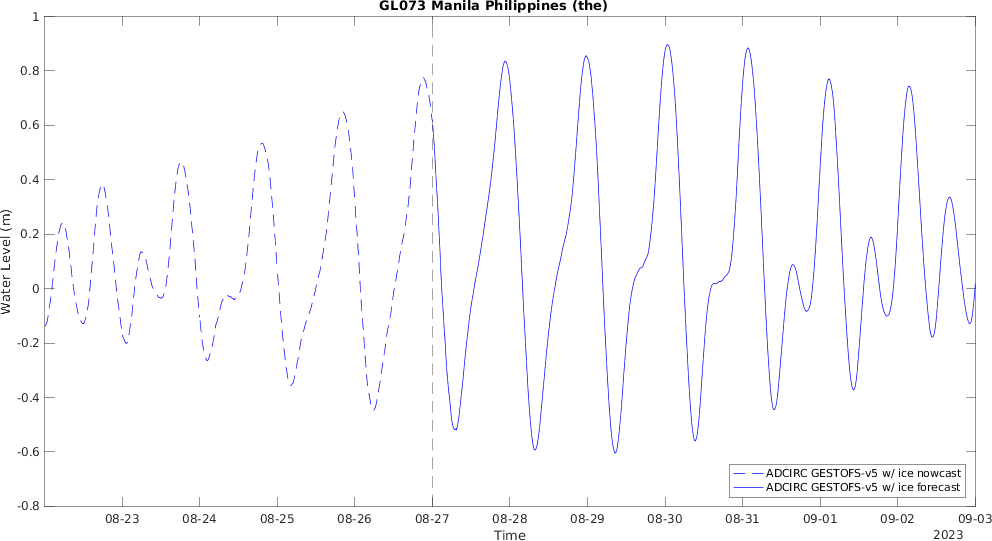 GL073 Manila Philippines (the)
1
0.8
0.6
0.4
0.2
0
-0.2
-0.4
-0.6
-0.8
Water Level (m)
ADCIRC GESTOFS-v5 w/ ice nowcast
ADCIRC GESTOFS-v5 w/ ice forecast
08-23 08-24 08-25 08-26 08-27 08-28 08-29 08-30 08-31 09-01 09-02 09-03
Time
2023